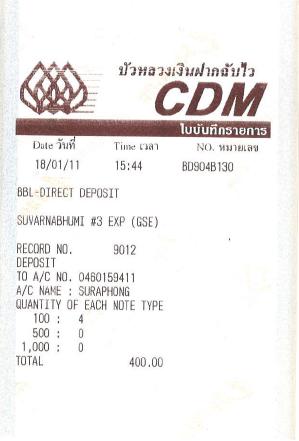 บัวหลวงเงินฝากฉับไว
CDM
ใบบันทึกรายการ
Date วันที่ Time เวลา NO. หมายเลข
18/01/11 15:44 BD904B130
BBL-DIRECT DEPOSIT
SUVARNABHUMI #3 EXP (GSE)
RECORD NO. 9012
DEPOSIT
TO A/C NO. 0460159411
A/C NAME : SURAPHONG
QUANTITY OF EACH NOTE TYPE
100 : 4
500 : 0
1,000 : 0
TOTAL 400.00